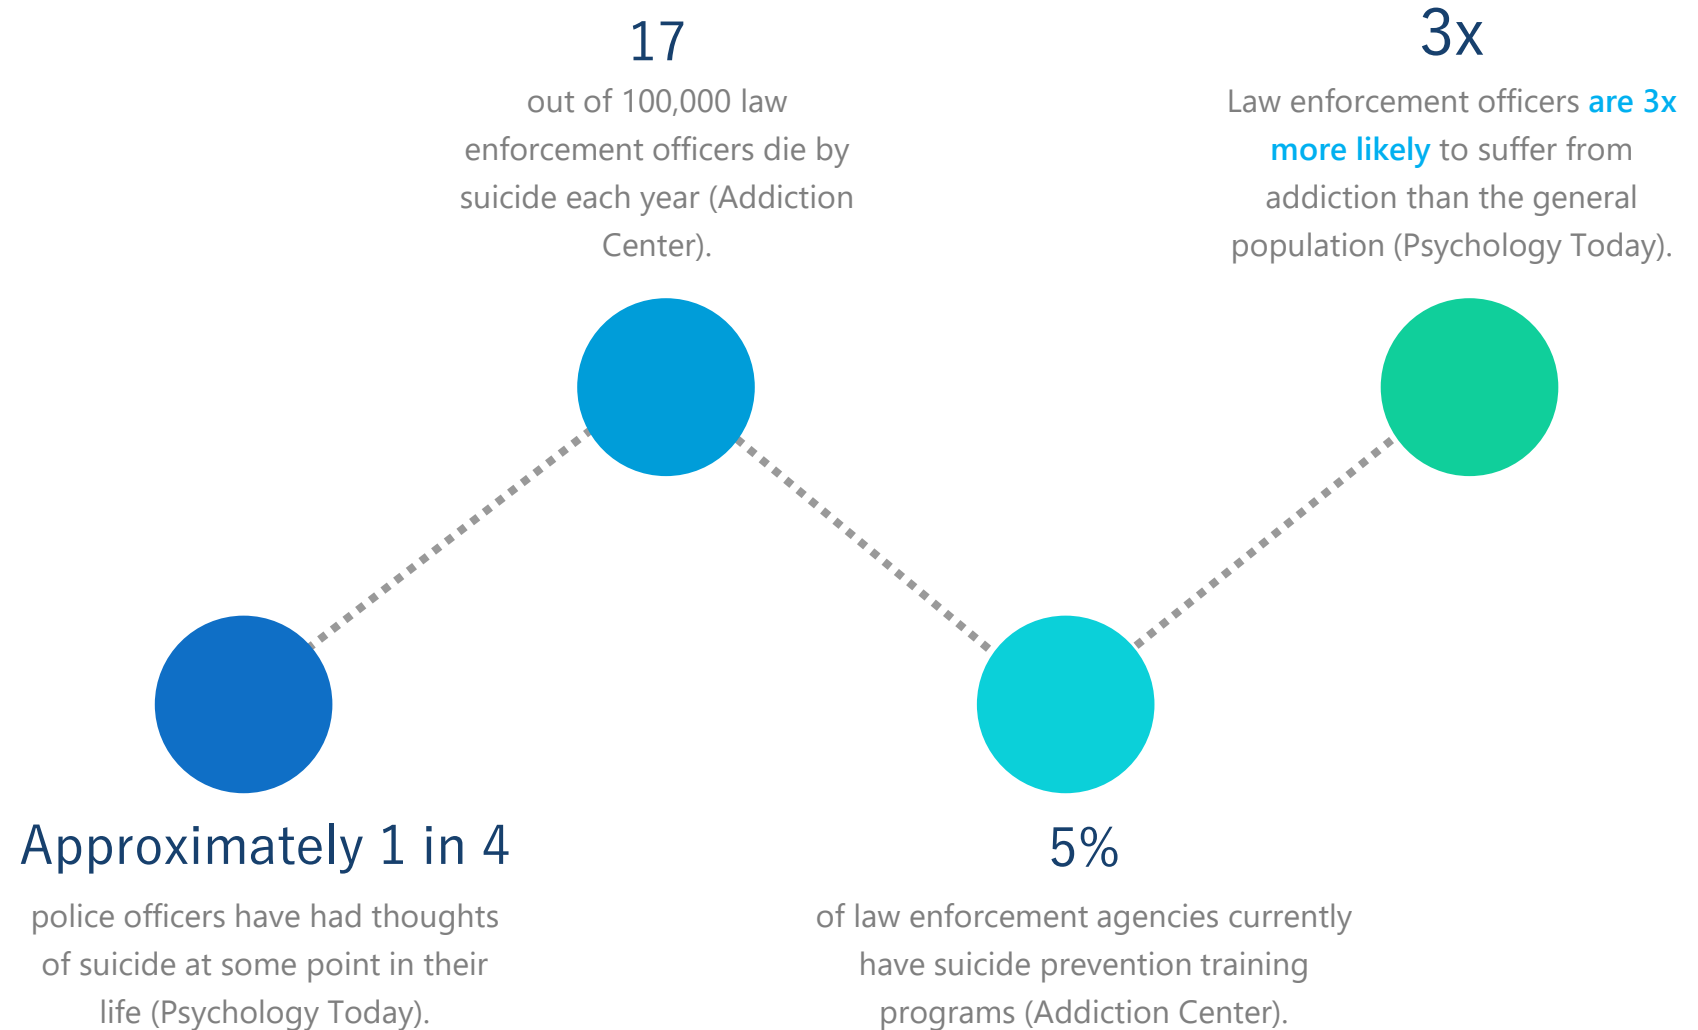 17
out of 100,000 law
enforcement officers die by
suicide each year (Addiction
Center).
3x
Law enforcement officers are 3x
more likely to suffer from
addiction than the general
population (Psychology Today).
Approximately 1 in 4
police officers have had thoughts
of suicide at some point in their
life (Psychology Today).
5%
of law enforcement agencies currently
have suicide prevention training
programs (Addiction Center).